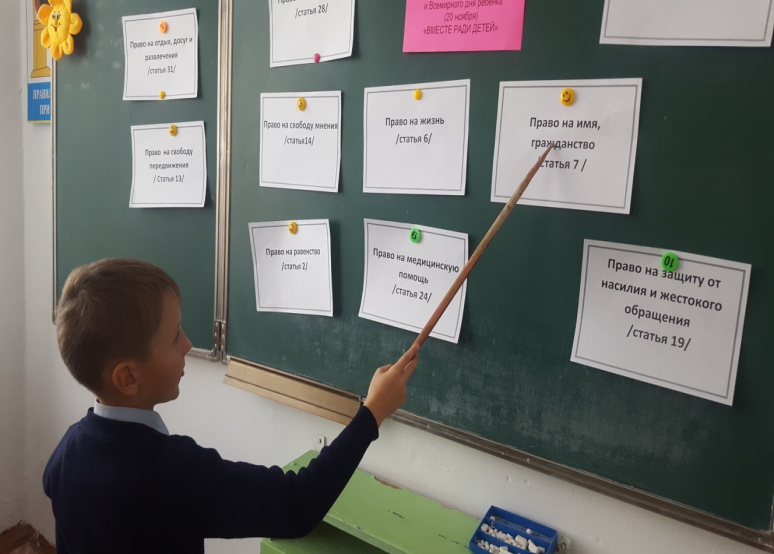 ПРАВИЛ
ПРИ
Право на отдых, досуг и
развлечения
/статья 31/
Право на свободу
передвижения
/ Статья 13/
/статья 28/
и Всемирного дня ребенка
(20 ноября)
«ВМЕСТЕ РАДИ ДЕТЕЙ»
Право на свободу мнения
/статья14/
Право на жизнь
/статья 6/
Право на имя,
гражданство
/статья 7 /
Право на равенство
/статья 2/
Право на медицинскую
помощь
/статья 24/
10
Право на защиту от
насилия и жестокого
обращения
/статья 19/